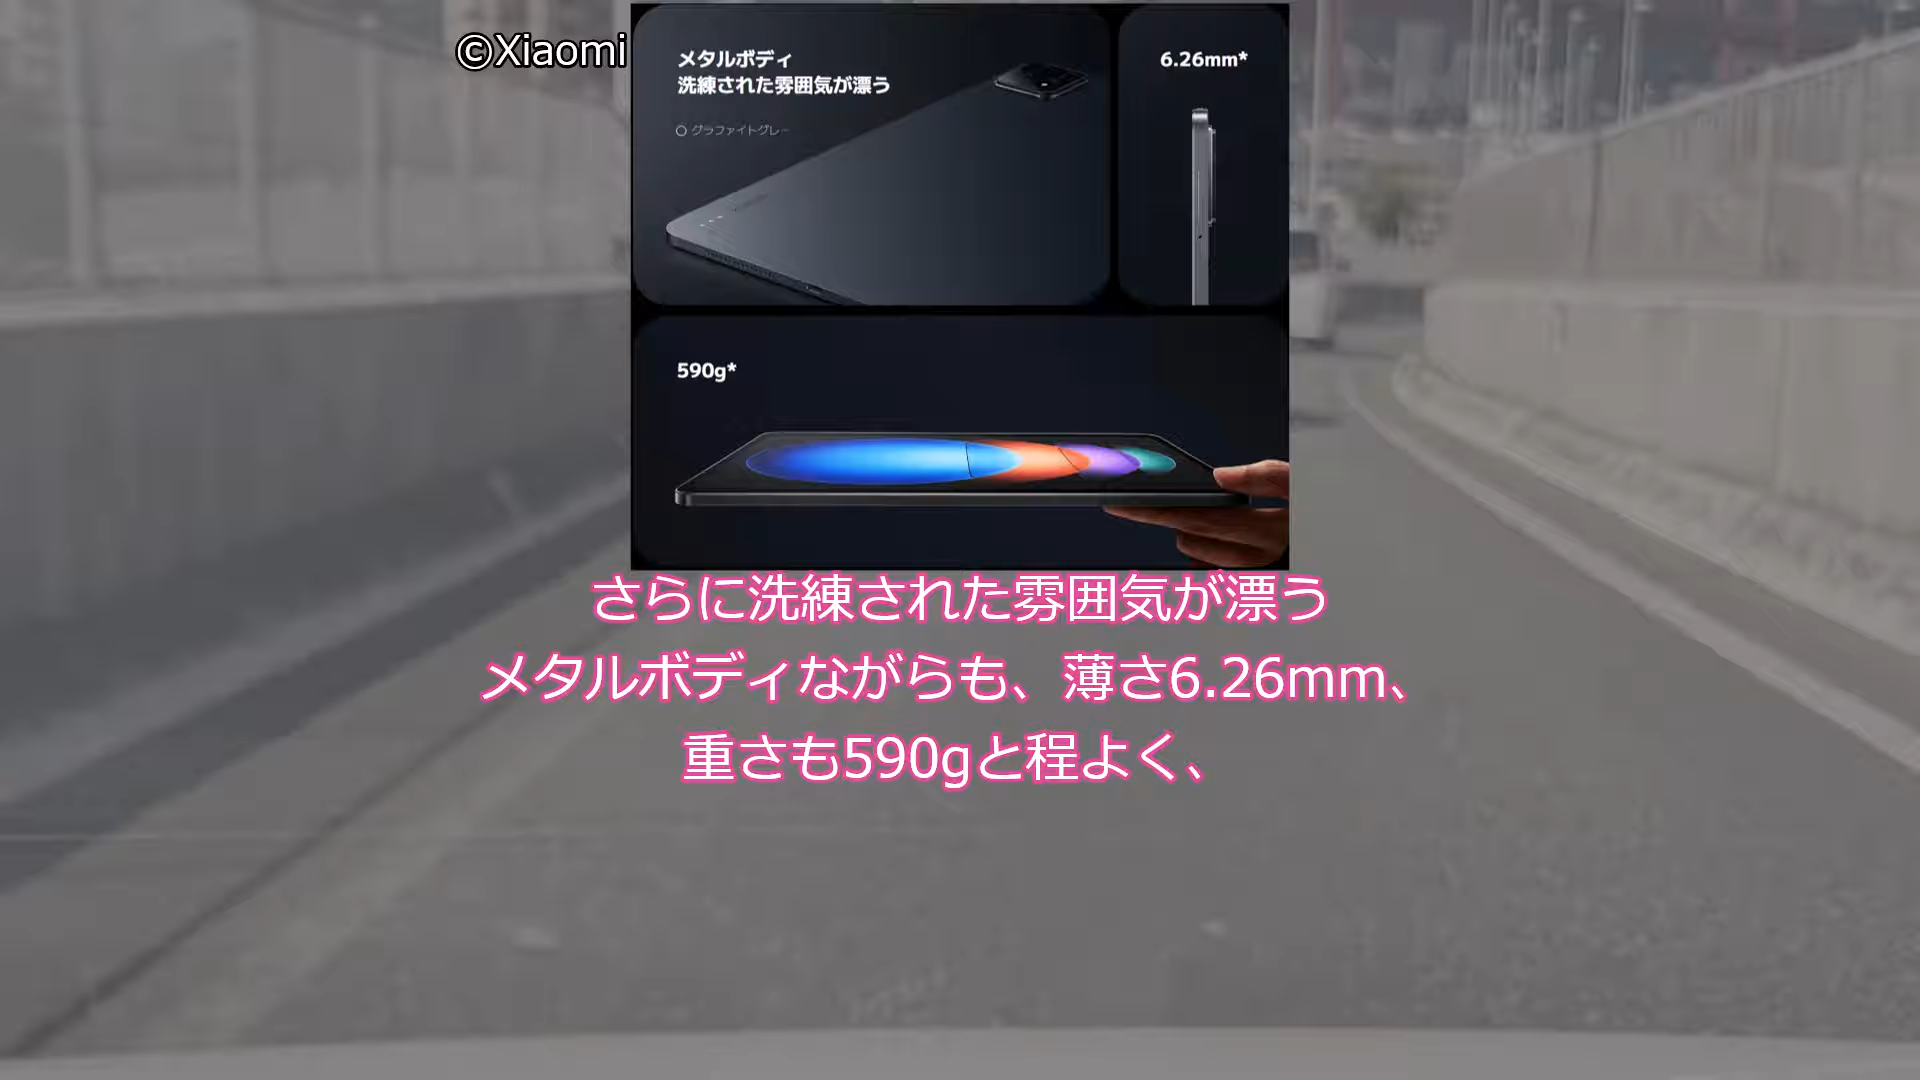 ©Xiaomi
メタルボディ
洗練された雰囲気が漂う
グラファイトグレー
6.26mm*
590g*
さらに洗練された雰囲気が漂う
メタルボディながらも、薄さ6.26mm、
重さも590gと程よく、